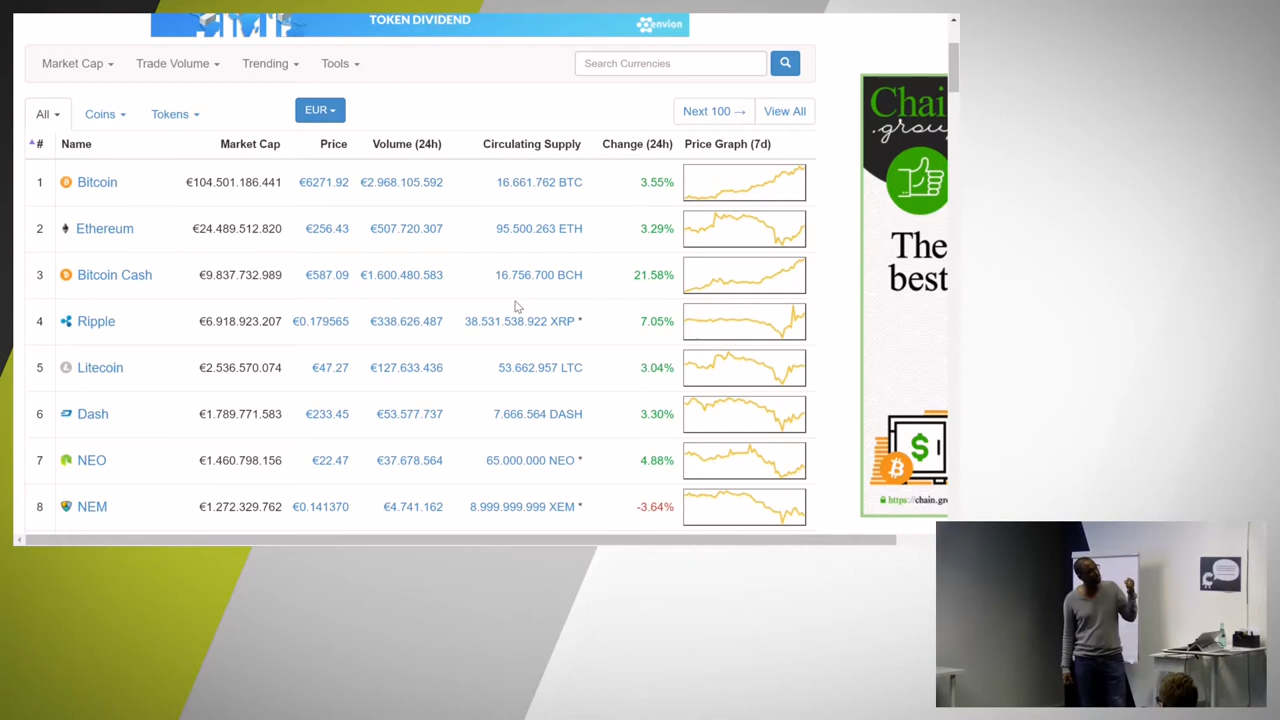 TOKEN DIVIDEND
envion
Market Cap Trade Volume Trending Tools Search Currencies
All Coins Tokens EUR Next 100 → View All
# Name Market Cap Price Volume (24h) Circulating Supply Change (24h) Price Graph (7d)
1 Bitcoin €104.501.186.441 €6271.92 €2.968.105.592 16.661.762 BTC 3.55%
2 Ethereum €24.489.512.820 €256.43 €507.720.307 95.500.263 ETH 3.29%
3 Bitcoin Cash €9.837.732.989 €587.09 €1.600.480.583 16.756.700 BCH 21.58%
4 Ripple €6.918.923.207 €0.179565 €338.626.487 38.531.538.922 XRP * 7.05%
5 Litecoin €2.536.570.074 €47.27 €127.633.436 53.662.957 LTC 3.04%
6 Dash €1.789.771.583 €233.45 €53.577.737 7.666.564 DASH 3.30%
7 NEO €1.460.798.156 €22.47 €37.678.564 65.000.000 NEO * 4.88%
8 NEM €1.272.329.762 €0.141370 €4.741.162 8.999.999.999 XEM * -3.64%
Chai
.grou
The
best
https://chain.gr